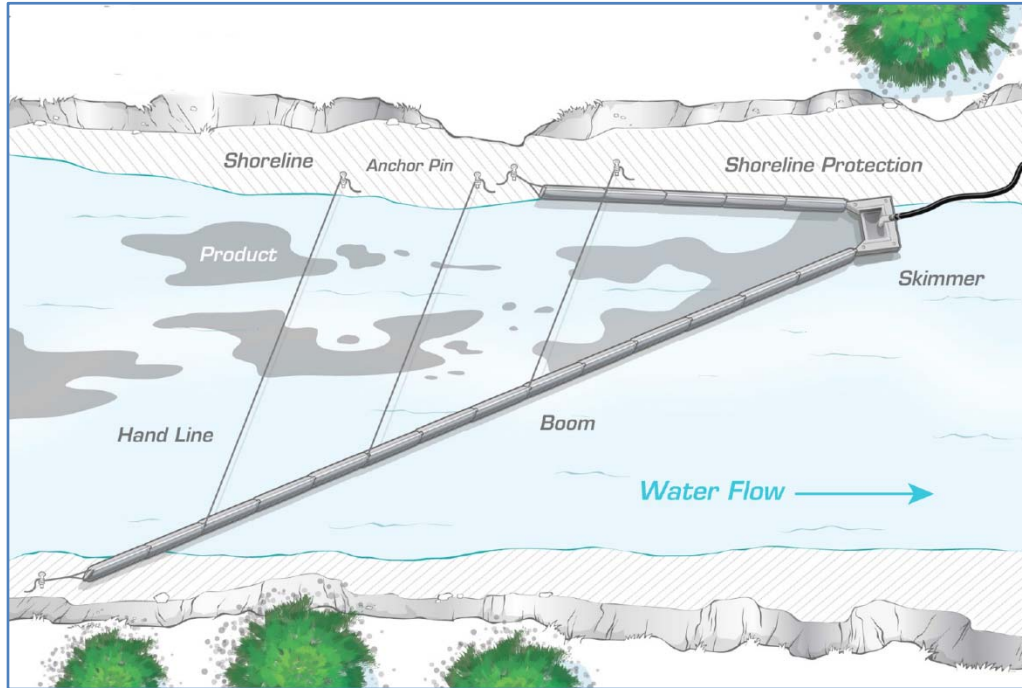 Shoreline
Anchor Pin
Shoreline Protection
Product
Skimmer
Hand Line
Boom
Water Flow